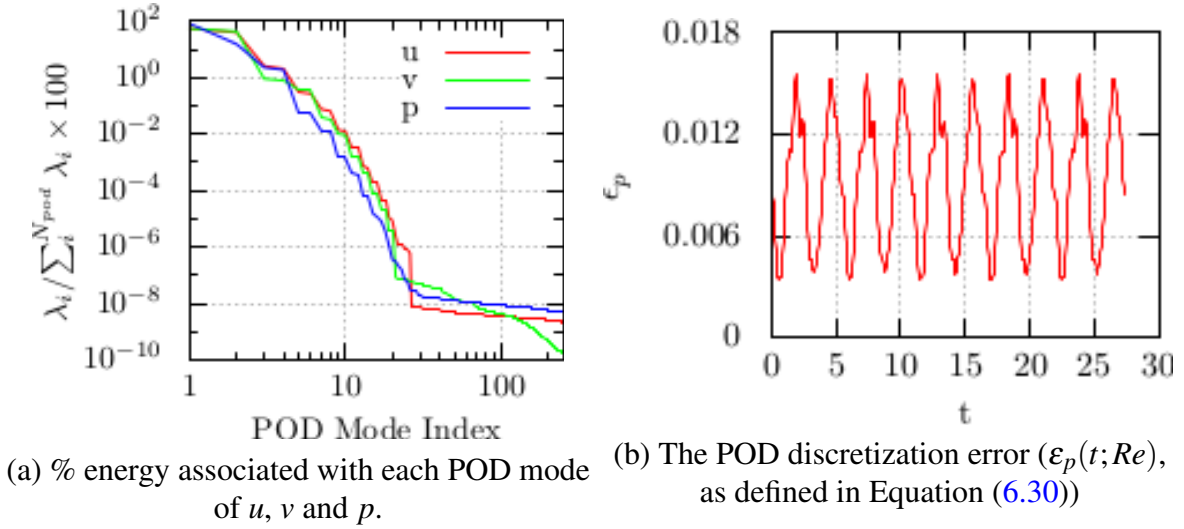 10^2
10^0
10^-2
10^-4
10^-6
10^-8
10^-10
λ_i/∑_i^{N_pod} λ_i × 100
u
v
p
1
10
100
POD Mode Index
(a) % energy associated with each POD mode
of u, v and p.
0.018
0.012
0.006
0
ϵ_p
0 5 10 15 20 25 30
t
(b) The POD discretization error (ε_p(t;Re),
as defined in Equation (6.30))